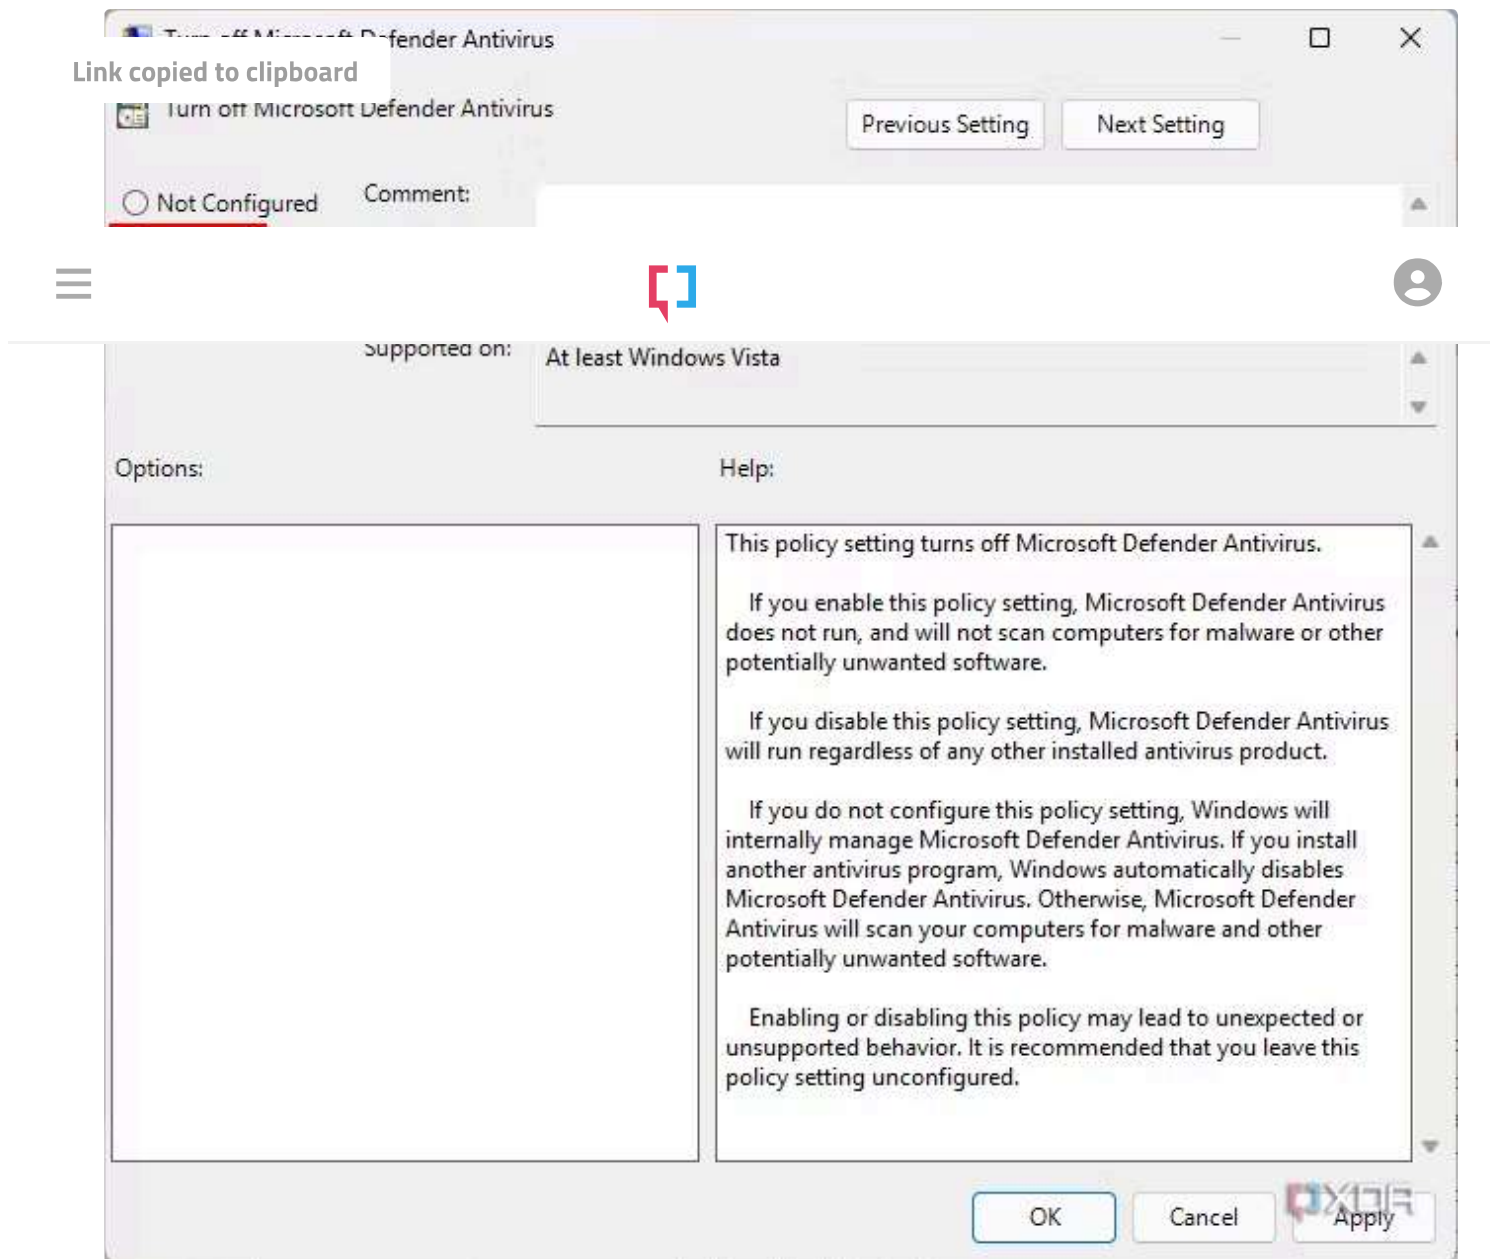 Turn off Microsoft Defender Antivirus
Link copied to clipboard
Turn off Microsoft Defender Antivirus
Previous Setting
Next Setting
Not Configured
Comment:
Supported on:
At least Windows Vista
Options:
Help:
This policy setting turns off Microsoft Defender Antivirus.
If you enable this policy setting, Microsoft Defender Antivirus
does not run, and will not scan computers for malware or other
potentially unwanted software.
If you disable this policy setting, Microsoft Defender Antivirus
will run regardless of any other installed antivirus product.
If you do not configure this policy setting, Windows will
internally manage Microsoft Defender Antivirus. If you install
another antivirus program, Windows automatically disables
Microsoft Defender Antivirus. Otherwise, Microsoft Defender
Antivirus will scan your computers for malware and other
potentially unwanted software.
Enabling or disabling this policy may lead to unexpected or
unsupported behavior. It is recommended that you leave this
policy setting unconfigured.
OK
Cancel
Apply
XDA